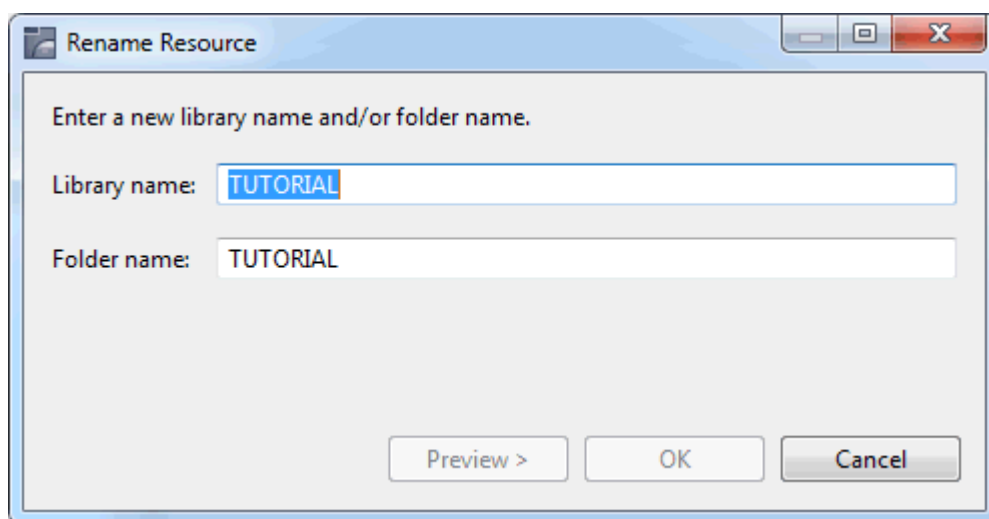 Rename Resource
Enter a new library name and/or folder name.
Library name: TUTORIAL
Folder name: TUTORIAL
Preview > OK Cancel